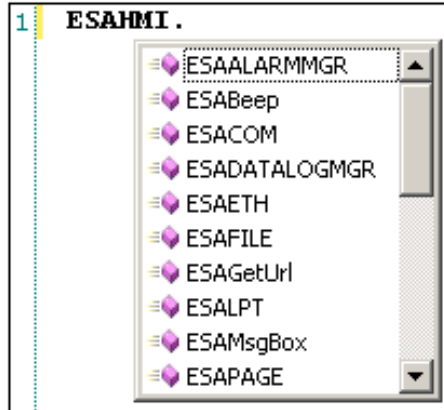 1 ESAHMI.
ESAALARMMGR
ESABeep
ESACOM
ESADATALOGMGR
ESAETH
ESAFILE
ESAGetUrl
ESALPT
ESAMsgBox
ESAPAGE